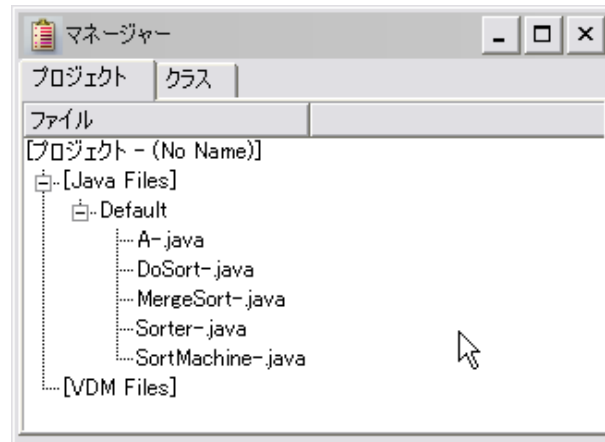 マネージャー
プロジェクト クラス
ファイル
[プロジェクト - (No Name)]
[Java Files]
Default
A-.java
DoSort-.java
MergeSort-.java
Sorter-.java
SortMachine-.java
[VDM Files]